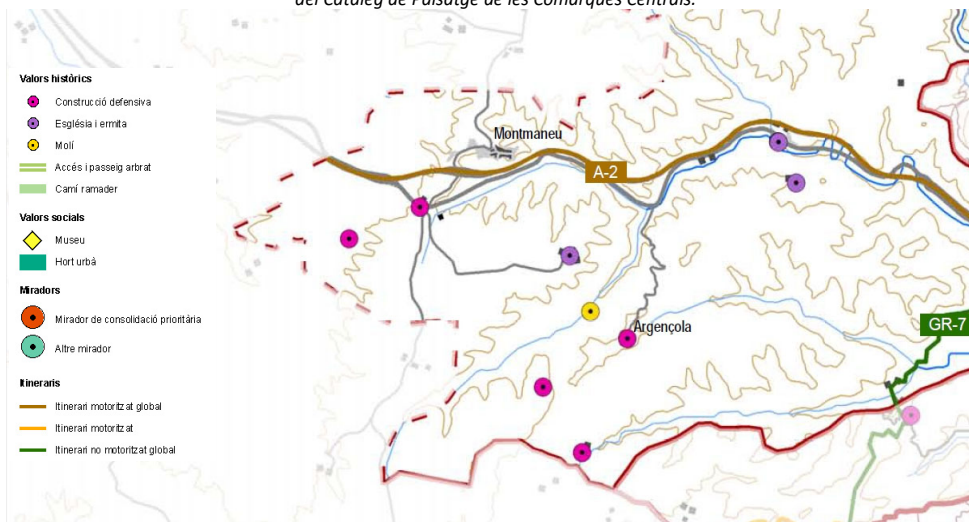 del Catàleg de Paisatge de les Comarques Centrals.
Valors històrics
Construcció defensiva
Església i ermita
Molí
Accés i passeig arbrat
Camí ramader
Valors socials
Museu
Hort urbà
Miradors
Mirador de consolidació prioritària
Altre mirador
Itineraris
Itinerari motoritzat global
Itinerari motoritzat
Itinerari no motoritzat global
Montmaneu
A-2
Argençola
GR-7